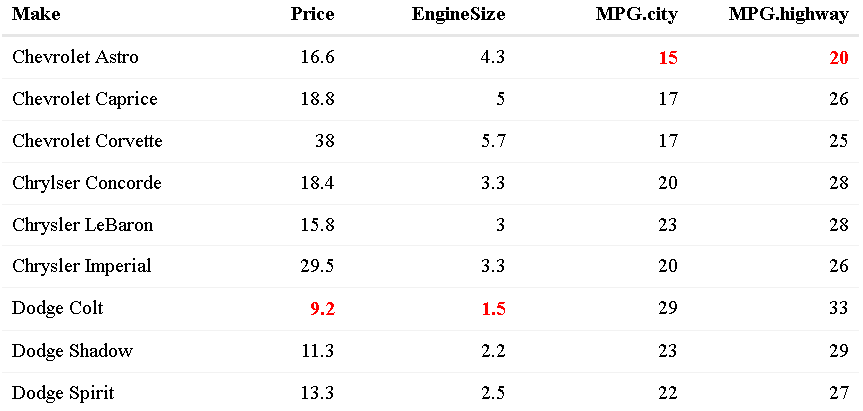 Make Price EngineSize MPG.city MPG.highway
Chevrolet Astro 16.6 4.3 15 20
Chevrolet Caprice 18.8 5 17 26
Chevrolet Corvette 38 5.7 17 25
Chrylser Concorde 18.4 3.3 20 28
Chrysler LeBaron 15.8 3 23 28
Chrysler Imperial 29.5 3.3 20 26
Dodge Colt 9.2 1.5 29 33
Dodge Shadow 11.3 2.2 23 29
Dodge Spirit 13.3 2.5 22 27